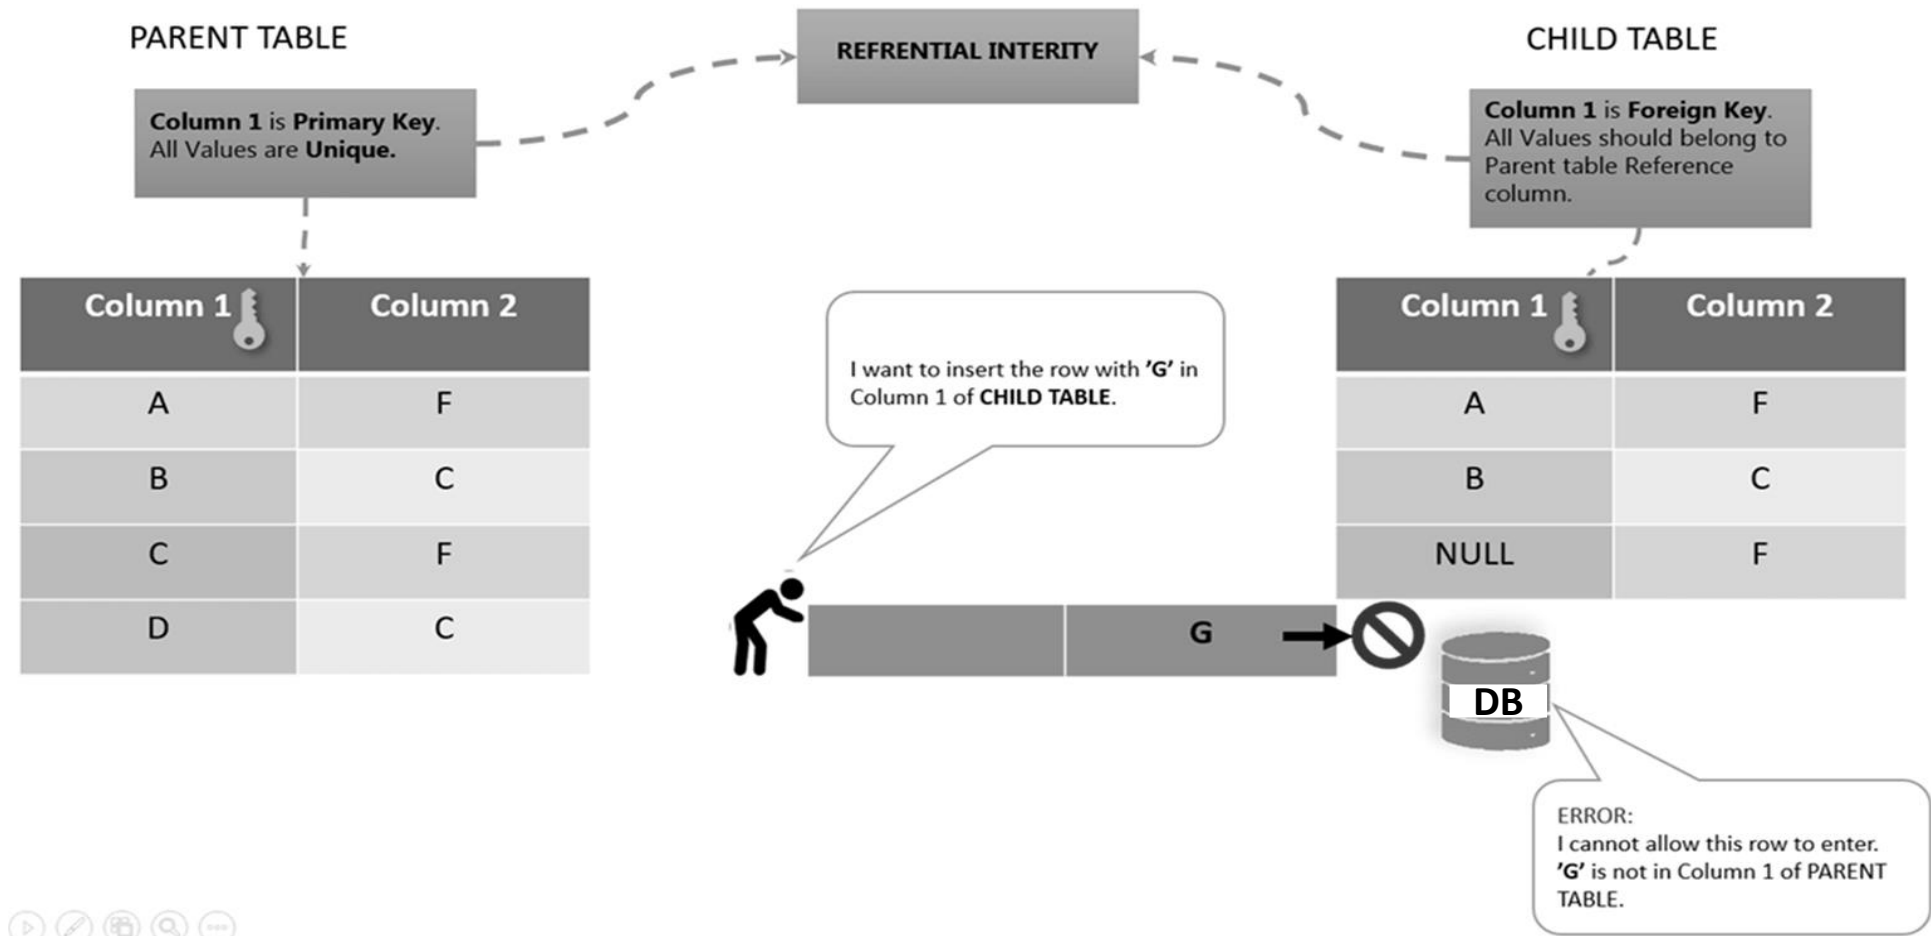 PARENT TABLE
REFRENTIAL INTERITY
CHILD TABLE
Column 1 is Primary Key.
All Values are Unique.
Column 1 is Foreign Key.
All Values should belong to
Parent table Reference
column.
Column 1 Column 2
A F
B C
C F
D C
I want to insert the row with ’G’ in
Column 1 of CHILD TABLE.
Column 1 Column 2
A F
B C
NULL F
G
DB
ERROR:
I cannot allow this row to enter.
’G’ is not in Column 1 of PARENT
TABLE.